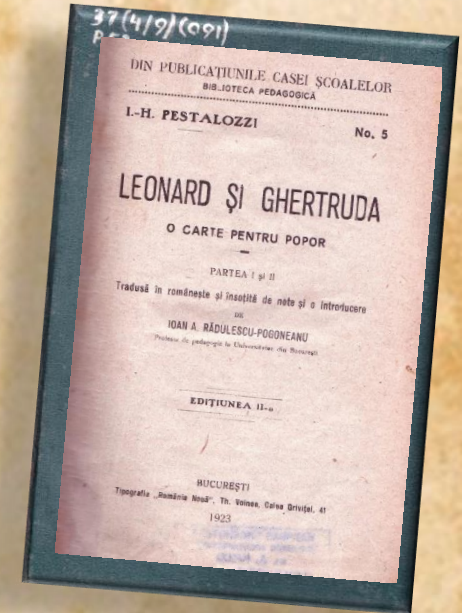 37(4/9)(091)
DIN PUBLICAȚIUNILE CASEI ȘCOALELOR
BIBLIOTECA PEDAGOGICĂ
I.-H. PESTALOZZI
No. 5
LEONARD ȘI GHERTRUDA
O CARTE PENTRU POPOR
PARTEA I și II
Tradusă în românește și însoțită de note și o introducere
DE
IOAN A. RĂDULESCU-POGONEANU
Profesor de pedagogie la Universitatea din București
EDIȚIUNEA II-a
BUCUREȘTI
Tipografia „Romănia Nouă", Th. Voinea, Calea Griviței, 41
1923